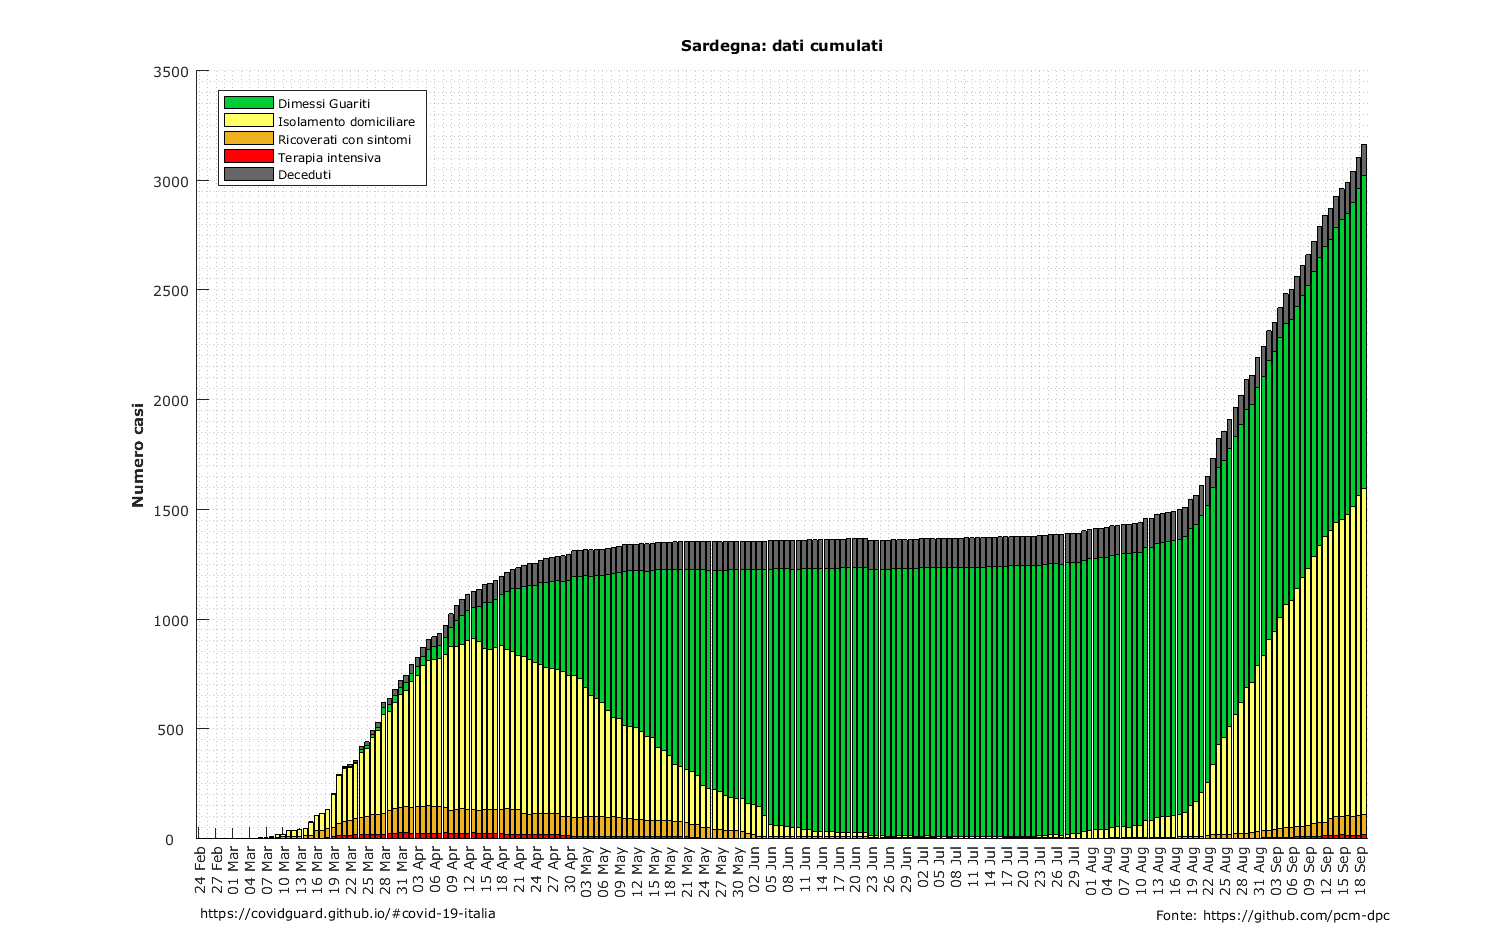 Sardegna: dati cumulati
3500
3000
2500
2000
1500
1000
500
0
Numero casi
Dimessi Guariti
Isolamento domiciliare
Ricoverati con sintomi
Terapia intensiva
Deceduti
24 Feb
27 Feb
01 Mar
04 Mar
07 Mar
10 Mar
13 Mar
16 Mar
19 Mar
22 Mar
25 Mar
28 Mar
31 Mar
03 Apr
06 Apr
09 Apr
12 Apr
15 Apr
18 Apr
21 Apr
24 Apr
27 Apr
30 Apr
03 May
06 May
09 May
12 May
15 May
18 May
21 May
24 May
27 May
30 May
02 Jun
05 Jun
08 Jun
11 Jun
14 Jun
17 Jun
20 Jun
23 Jun
26 Jun
29 Jun
02 Jul
05 Jul
08 Jul
11 Jul
14 Jul
17 Jul
20 Jul
23 Jul
26 Jul
29 Jul
01 Aug
04 Aug
07 Aug
10 Aug
13 Aug
16 Aug
19 Aug
22 Aug
25 Aug
28 Aug
31 Aug
03 Sep
06 Sep
09 Sep
12 Sep
15 Sep
18 Sep
https://covidguard.github.io/#covid-19-italia
Fonte: https://github.com/pcm-dpc